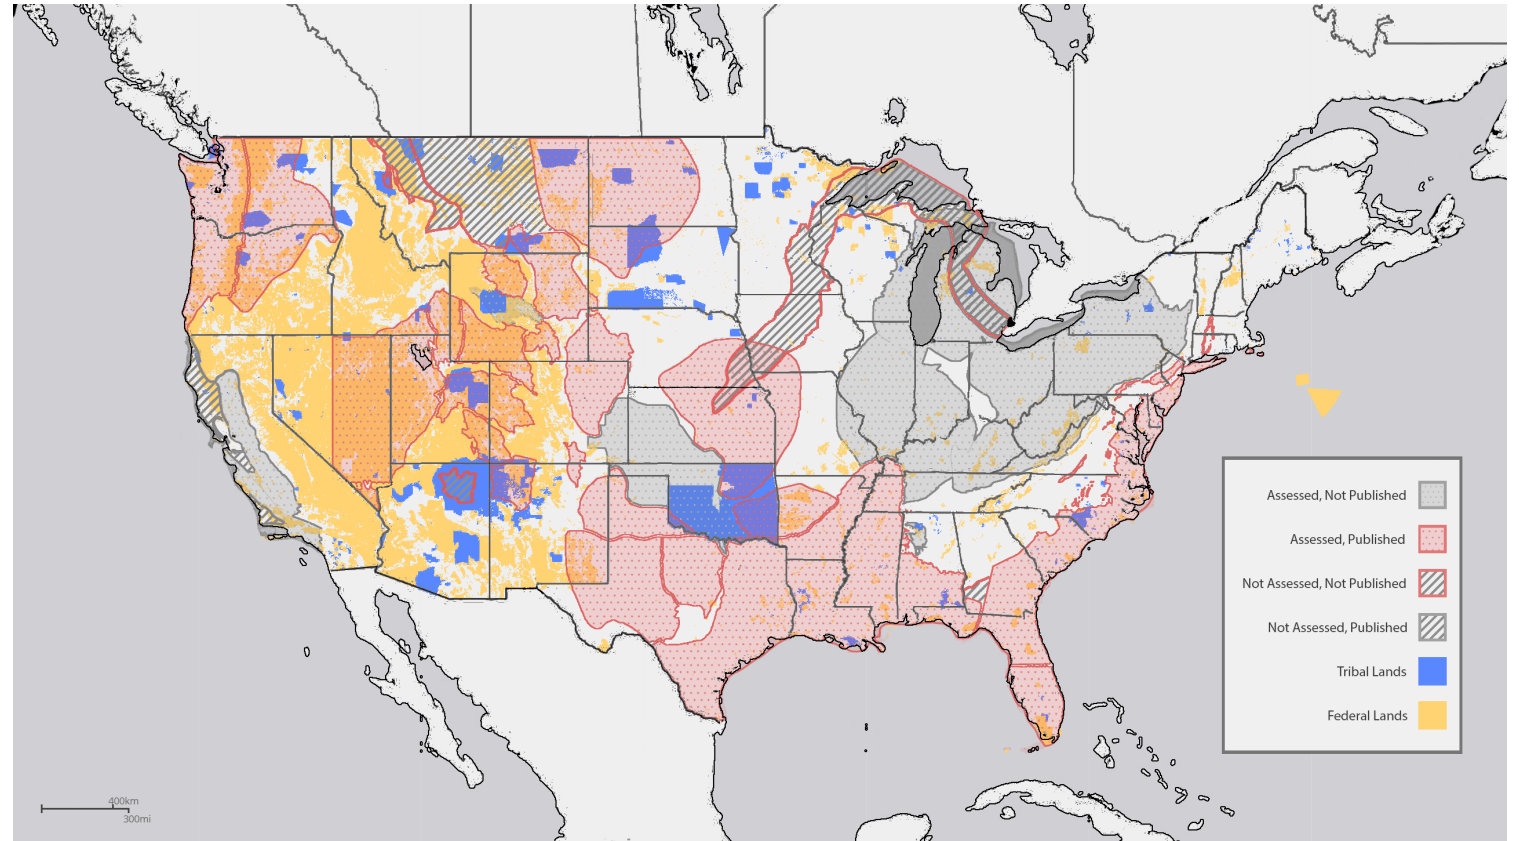 Assessed, Not Published
Assessed, Published
Not Assessed, Not Published
Not Assessed, Published
Tribal Lands
Federal Lands
400km
300mi